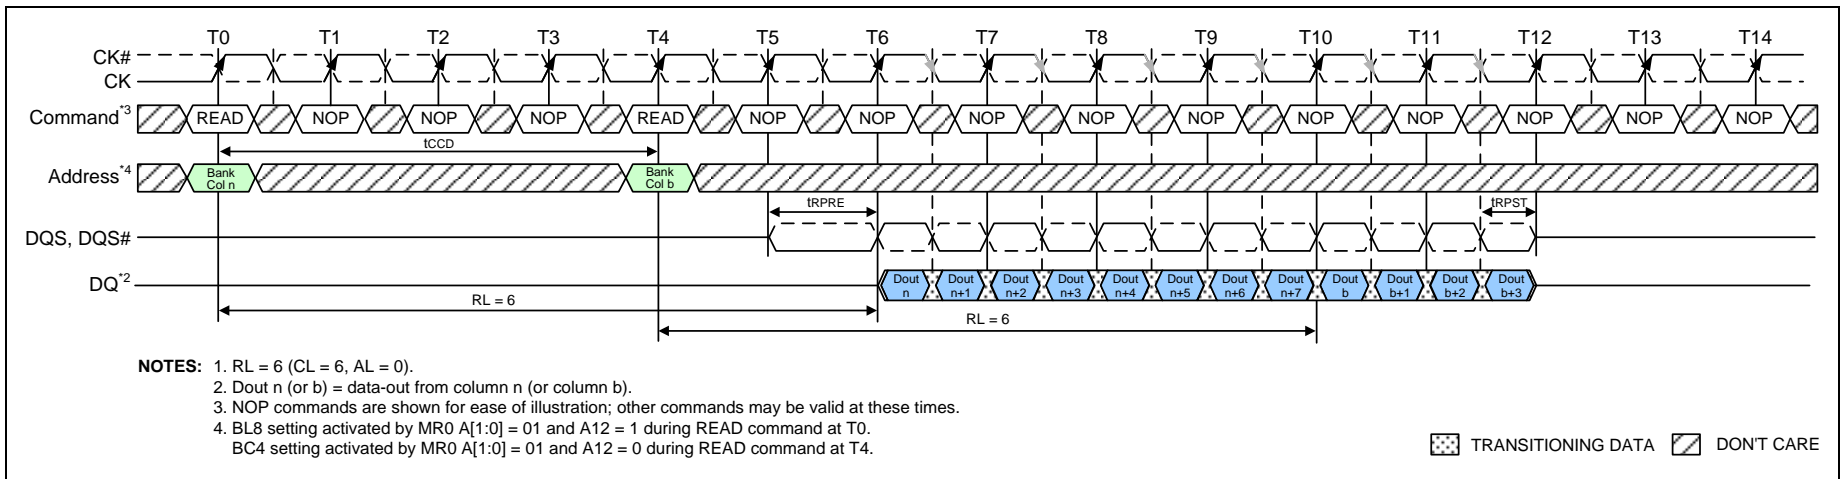 T0 T1 T2 T3 T4 T5 T6 T7 T8 T9 T10 T11 T12 T13 T14
CK#
CK
Command*3 READ NOP NOP NOP READ NOP NOP NOP NOP NOP NOP NOP NOP NOP NOP
tCCD
Address*4 Bank Col n Bank Col b
tRPRE tRPST
DQS, DQS#
DQ*2 Dout n Dout n+1 Dout n+2 Dout n+3 Dout n+4 Dout n+5 Dout n+6 Dout n+7 Dout b Dout b+1 Dout b+2 Dout b+3
RL = 6
RL = 6
NOTES: 1. RL = 6 (CL = 6, AL = 0).
2. Dout n (or b) = data-out from column n (or column b).
3. NOP commands are shown for ease of illustration; other commands may be valid at these times.
4. BL8 setting activated by MR0 A[1:0] = 01 and A12 = 1 during READ command at T0.
BC4 setting activated by MR0 A[1:0] = 01 and A12 = 0 during READ command at T4.
TRANSITIONING DATA DON'T CARE